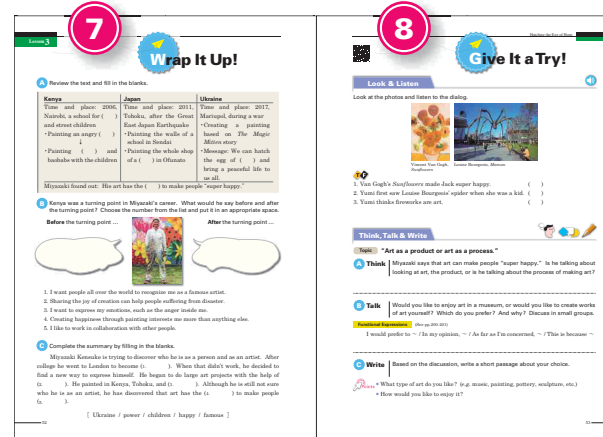 7
Lesson 3
Wrap It Up!
A Review the text and fill in the blanks.
Kenya
Time and place: 2006, Nairobi, a school for (    ) and street children
・Painting an angry (    )
↓
・Painting (    ) and baobabs with the children
Japan
Time and place: 2011, Tohoku, after the Great East Japan Earthquake
・Painting the walls of a school in Sendai
・Painting the whole shop of a (    ) in Ofunato
Ukraine
Time and place: 2017, Mariupol, during a war
・Creating a painting based on The Magic Mitten story
・Message: We can hatch the egg of (    ) and bring a peaceful life to us all.
Miyazaki found out: His art has the (    ) to make people "super happy."
B Kenya was a turning point in Miyazaki's career. What would he say before and after
the turning point? Choose the number from the list and put it in an appropriate space.
Before the turning point ...
After the turning point ...
1. I want people all over the world to recognize me as a famous artist.
2. Sharing the joy of creation can help people suffering from disaster.
3. I want to express my emotions, such as the anger inside me.
4. Creating happiness through painting interests me more than anything else.
5. I like to work in collaboration with other people.
C Complete the summary by filling in the blanks.
Miyazaki Kensuke is trying to discover who he is as a person and as an artist. After
college he went to London to become (1.    ). When that didn't work, he decided to
find a new way to express himself. He began to do large art projects with the help of
(2.    ). He painted in Kenya, Tohoku, and (3.    ). Although he is still not sure
who he is as an artist, he has discovered that art has the (4.    ) to make people
(5.    ).
[ Ukraine / power / children / happy / famous ]
8
Give It a Try!
Look & Listen
Look at the photos and listen to the dialog.
Vincent Van Gogh,
Sunflowers
Louise Bourgeois, Maman
T/F
1. Van Gogh's Sunflowers made Jack super happy. (    )
2. Yumi first saw Louise Bourgeois' spider when she was a kid. (    )
3. Yumi thinks fireworks are art. (    )
Think, Talk & Write
Topic "Art as a product or art as a process."
A Think Miyazaki says that art can make people "super happy." Is he talking about
looking at art, the product, or is he talking about the process of making art?
B Talk Would you like to enjoy art in a museum, or would you like to create works
of art yourself? Which do you prefer? And why? Discuss in small groups.
Functional Expressions (See pp.200-201)
I would prefer to ～ / In my opinion, ～ / As far as I'm concerned, ～ / This is because ～
C Write Based on the discussion, write a short passage about your choice.
・What type of art do you like? (e.g. music, painting, pottery, sculpture, etc.)
・How would you like to enjoy it?